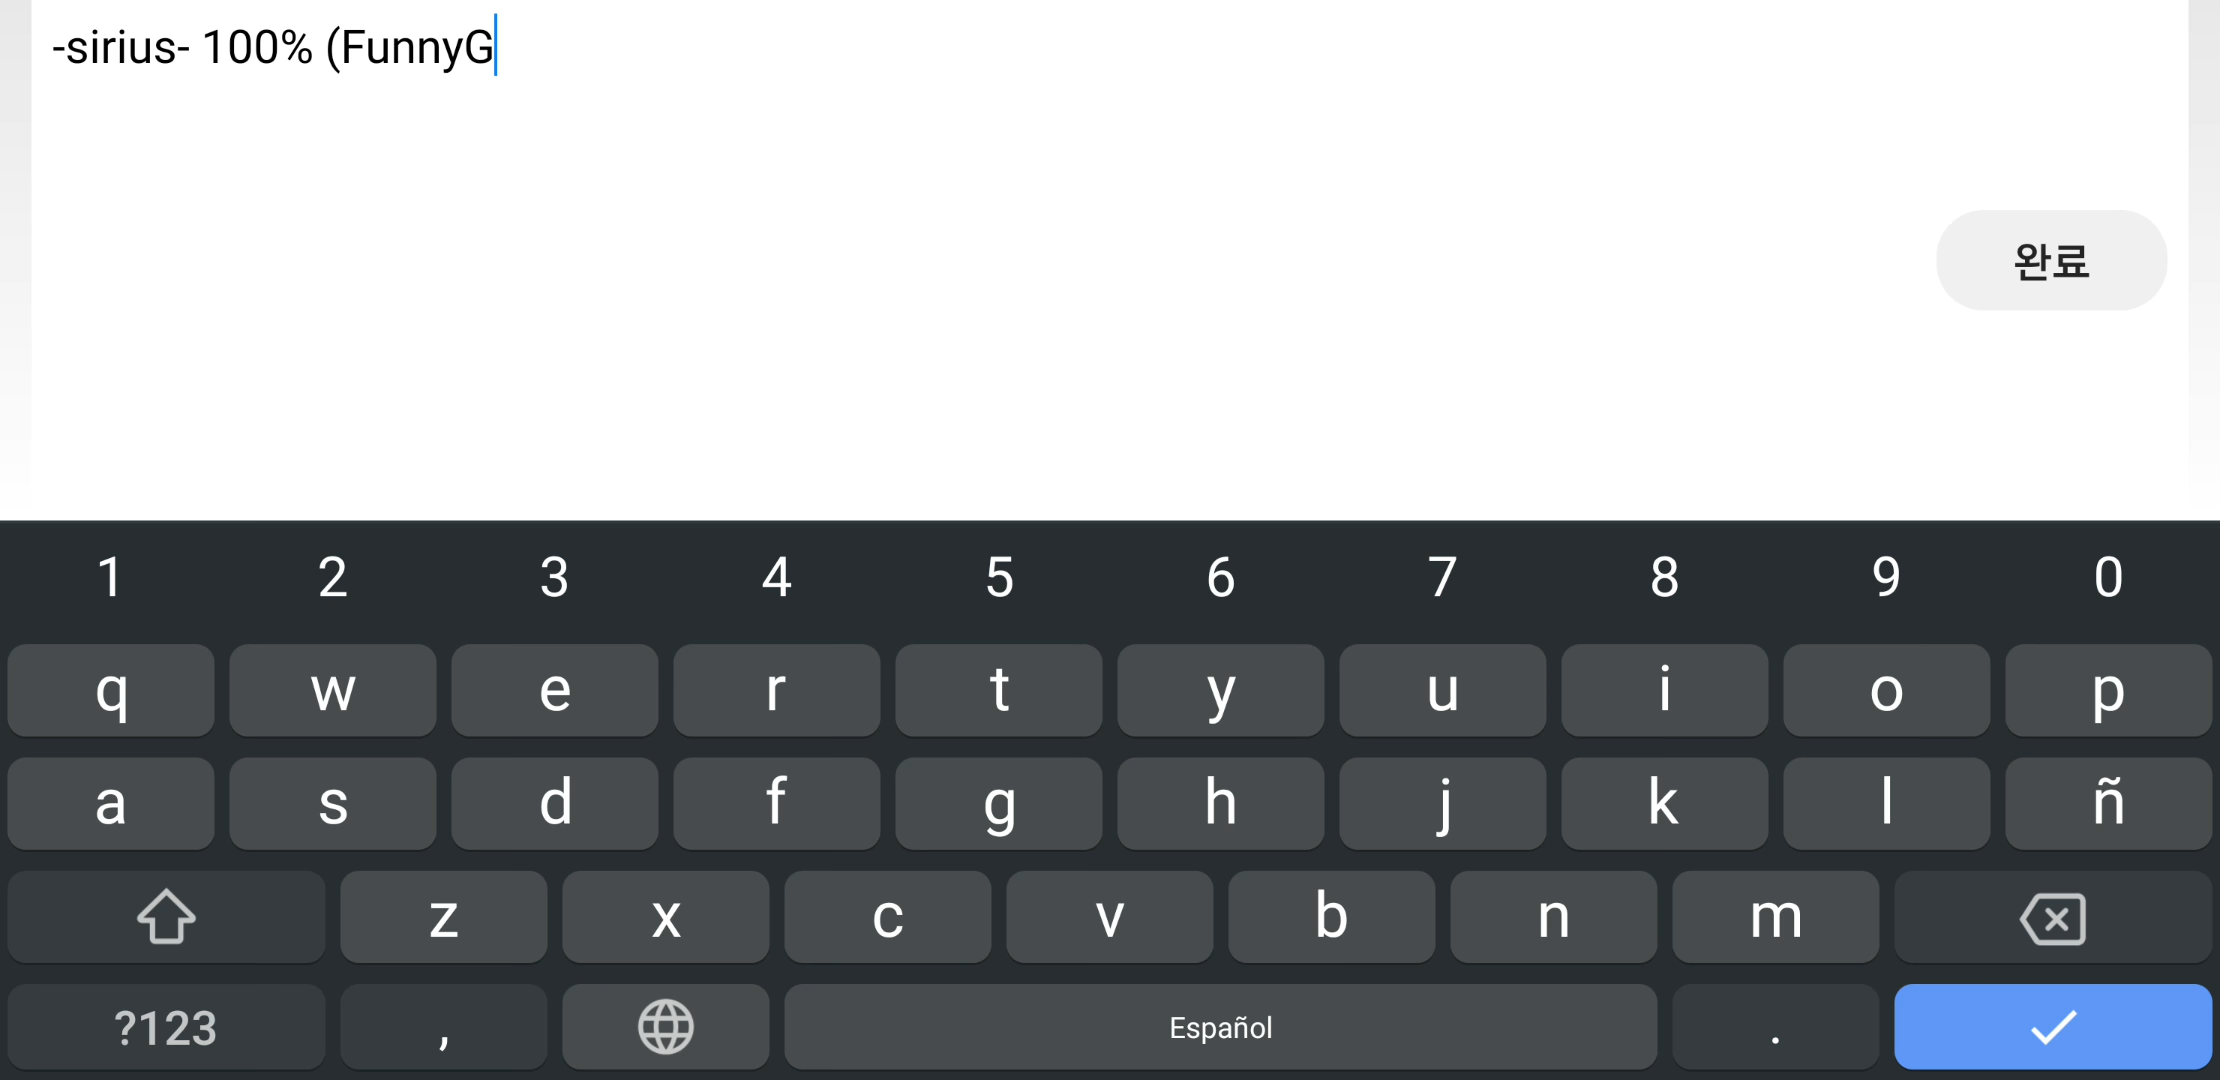 -sirius- 100% (FunnyG
완료
1 2 3 4 5 6 7 8 9 0
q w e r t y u i o p
a s d f g h j k l ñ
z x c v b n m
?123 , Español .